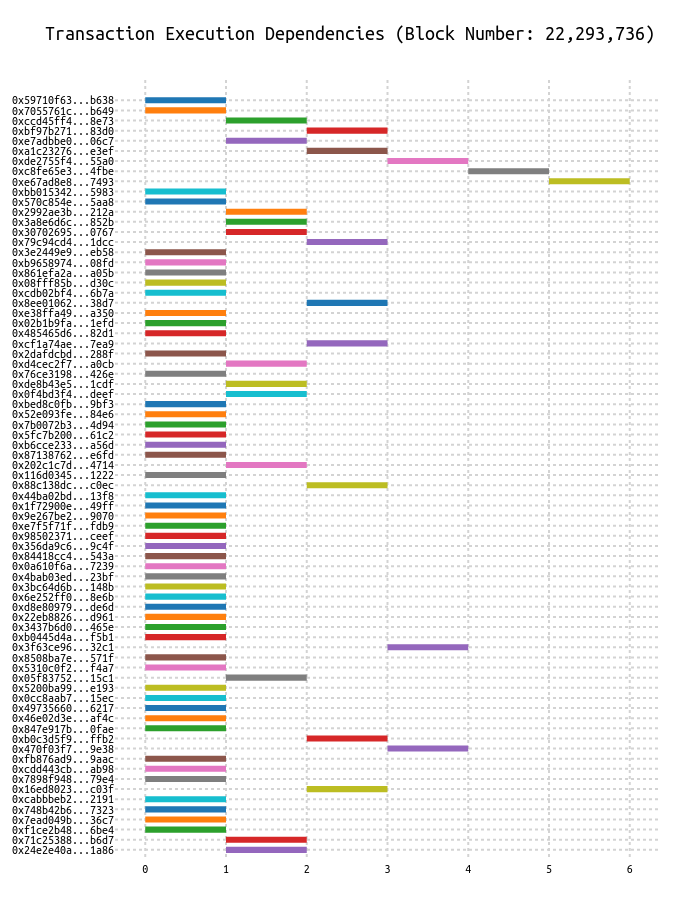 Transaction Execution Dependencies (Block Number: 22,293,736)
0x59710f63...b638
0x7055761c...b649
0xccd45ff4...8e73
0xbf97b271...83d0
0xe7adbbe0...06c7
0xa1c23276...e3ef
0xde2755f4...55a0
0xc8fe65e3...4fbe
0xe67ad8e8...7493
0xbb015342...5983
0x570c854e...5aa8
0x2992ae3b...212a
0x3a8e6d6c...852b
0x30702695...0767
0x79c94cd4...1dcc
0x3e2449e9...eb58
0xb9658974...08fd
0x861efa2a...a05b
0x08fff85b...d30c
0xcdb02bf4...6b7a
0x8ee01062...38d7
0xe38ffa49...a350
0x02b1b9fa...1efd
0x485465d6...82d1
0xcf1a74ae...7ea9
0x2dafdcbd...288f
0xd4cec2f7...a0cb
0x76ce3198...426e
0xde8b43e5...1cdf
0x0f4bd3f4...deef
0xbed8c0fb...9bf3
0x52e093fe...84e6
0x7b0072b3...4d94
0x5fc7b200...61c2
0xb6cce233...a56d
0x87138762...e6fd
0x202c1c7d...4714
0x116d0345...1222
0x88c138dc...c0ec
0x44ba02bd...13f8
0x1f72900e...49ff
0x9e267be2...9070
0xe7f5f71f...fdb9
0x98502371...ceef
0x356da9c6...9c4f
0x84418cc4...543a
0x0a610f6a...7239
0x4bab03ed...23bf
0x3bc64d6b...148b
0x6e252ff0...8e6b
0xd8e80979...de6d
0x22eb8826...d961
0x3437b6d0...465e
0xb0445d4a...f5b1
0x3f63ce96...32c1
0x8508ba7e...571f
0x5310c0f2...f4a7
0x05f83752...15c1
0x5200ba99...e193
0x0cc8aab7...15ec
0x49735660...6217
0x46e02d3e...af4c
0x847e917b...0fae
0xb0c3d5f9...ffb2
0x470f03f7...9e38
0xfb876ad9...9aac
0xcdd443cb...ab98
0x7898f948...79e4
0x16ed8023...c03f
0xcabbbeb2...2191
0x748b42b6...7323
0x7ead049b...36c7
0xf1ce2b48...6be4
0x71c25388...b6d7
0x24e2e40a...1a86
0 1 2 3 4 5 6